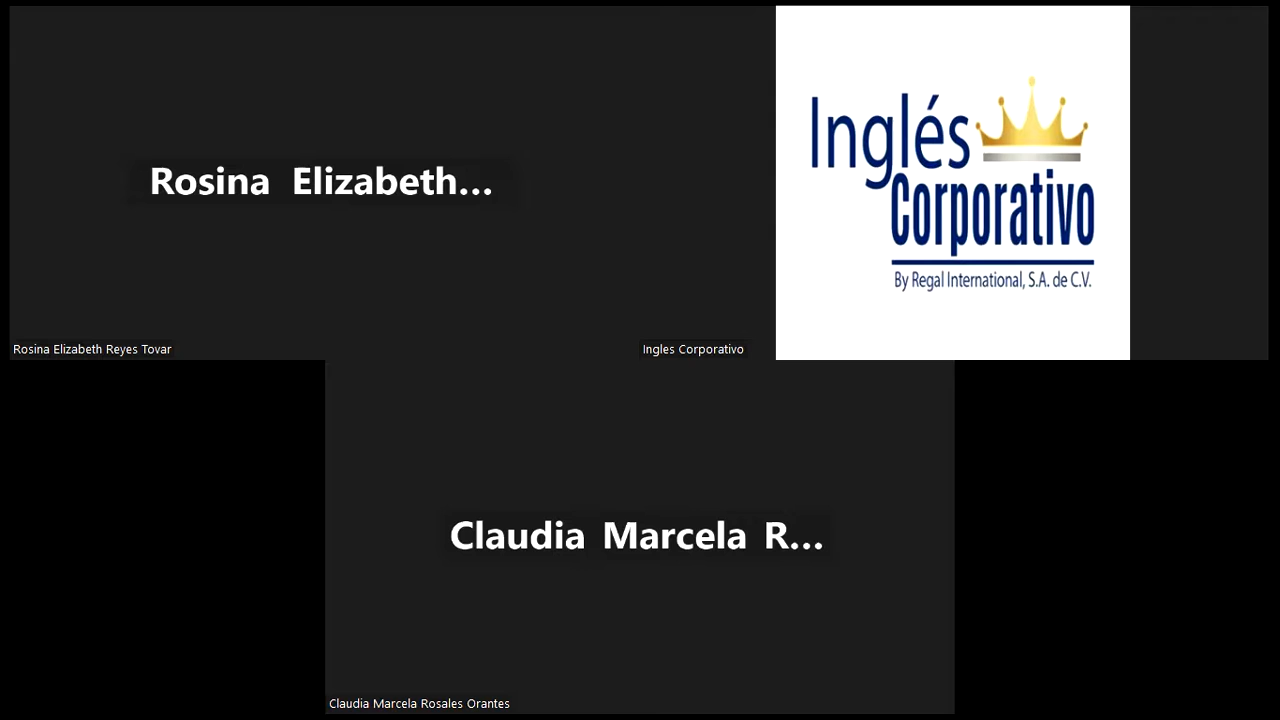 Rosina Elizabeth...
Rosina Elizabeth Reyes Tovar
Inglés
Corporativo
By Regal International, S.A. de C.V.
Ingles Corporativo
Claudia Marcela R...
Claudia Marcela Rosales Orantes